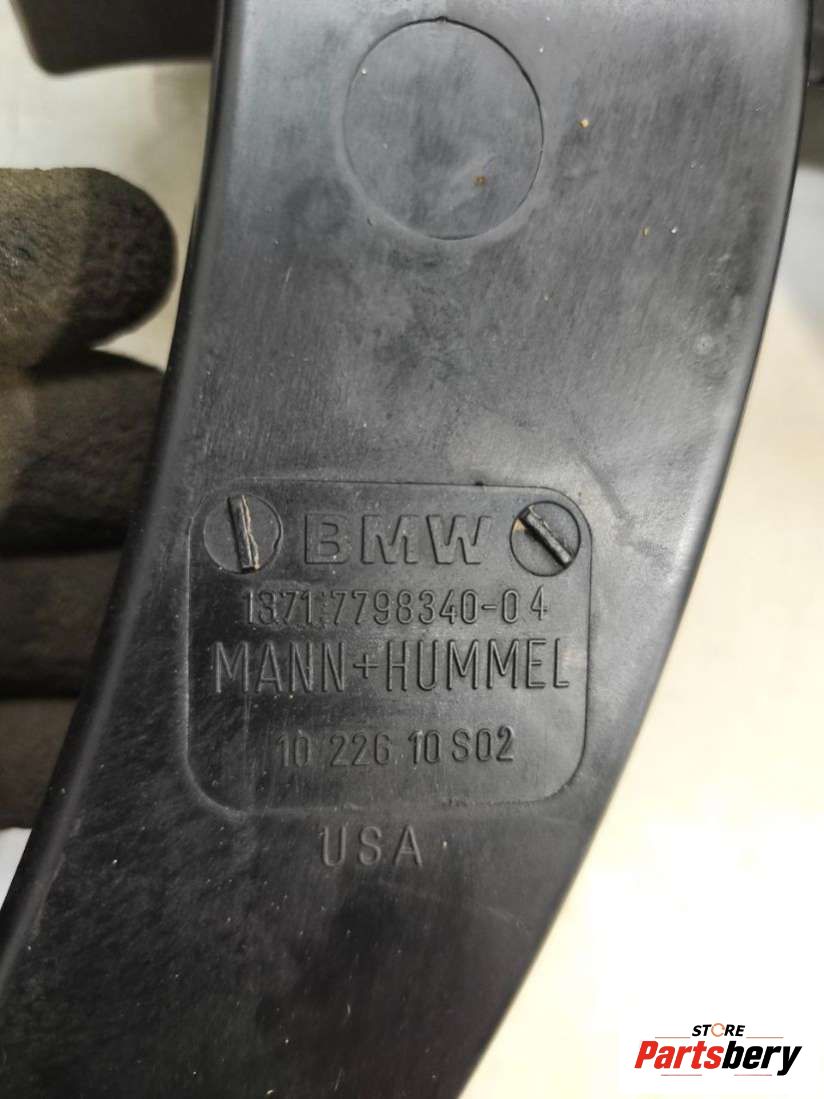 BMW
1371 7798340-04
MANN+HUMMEL
10 226 10 S02
USA
STORE
Partsbery